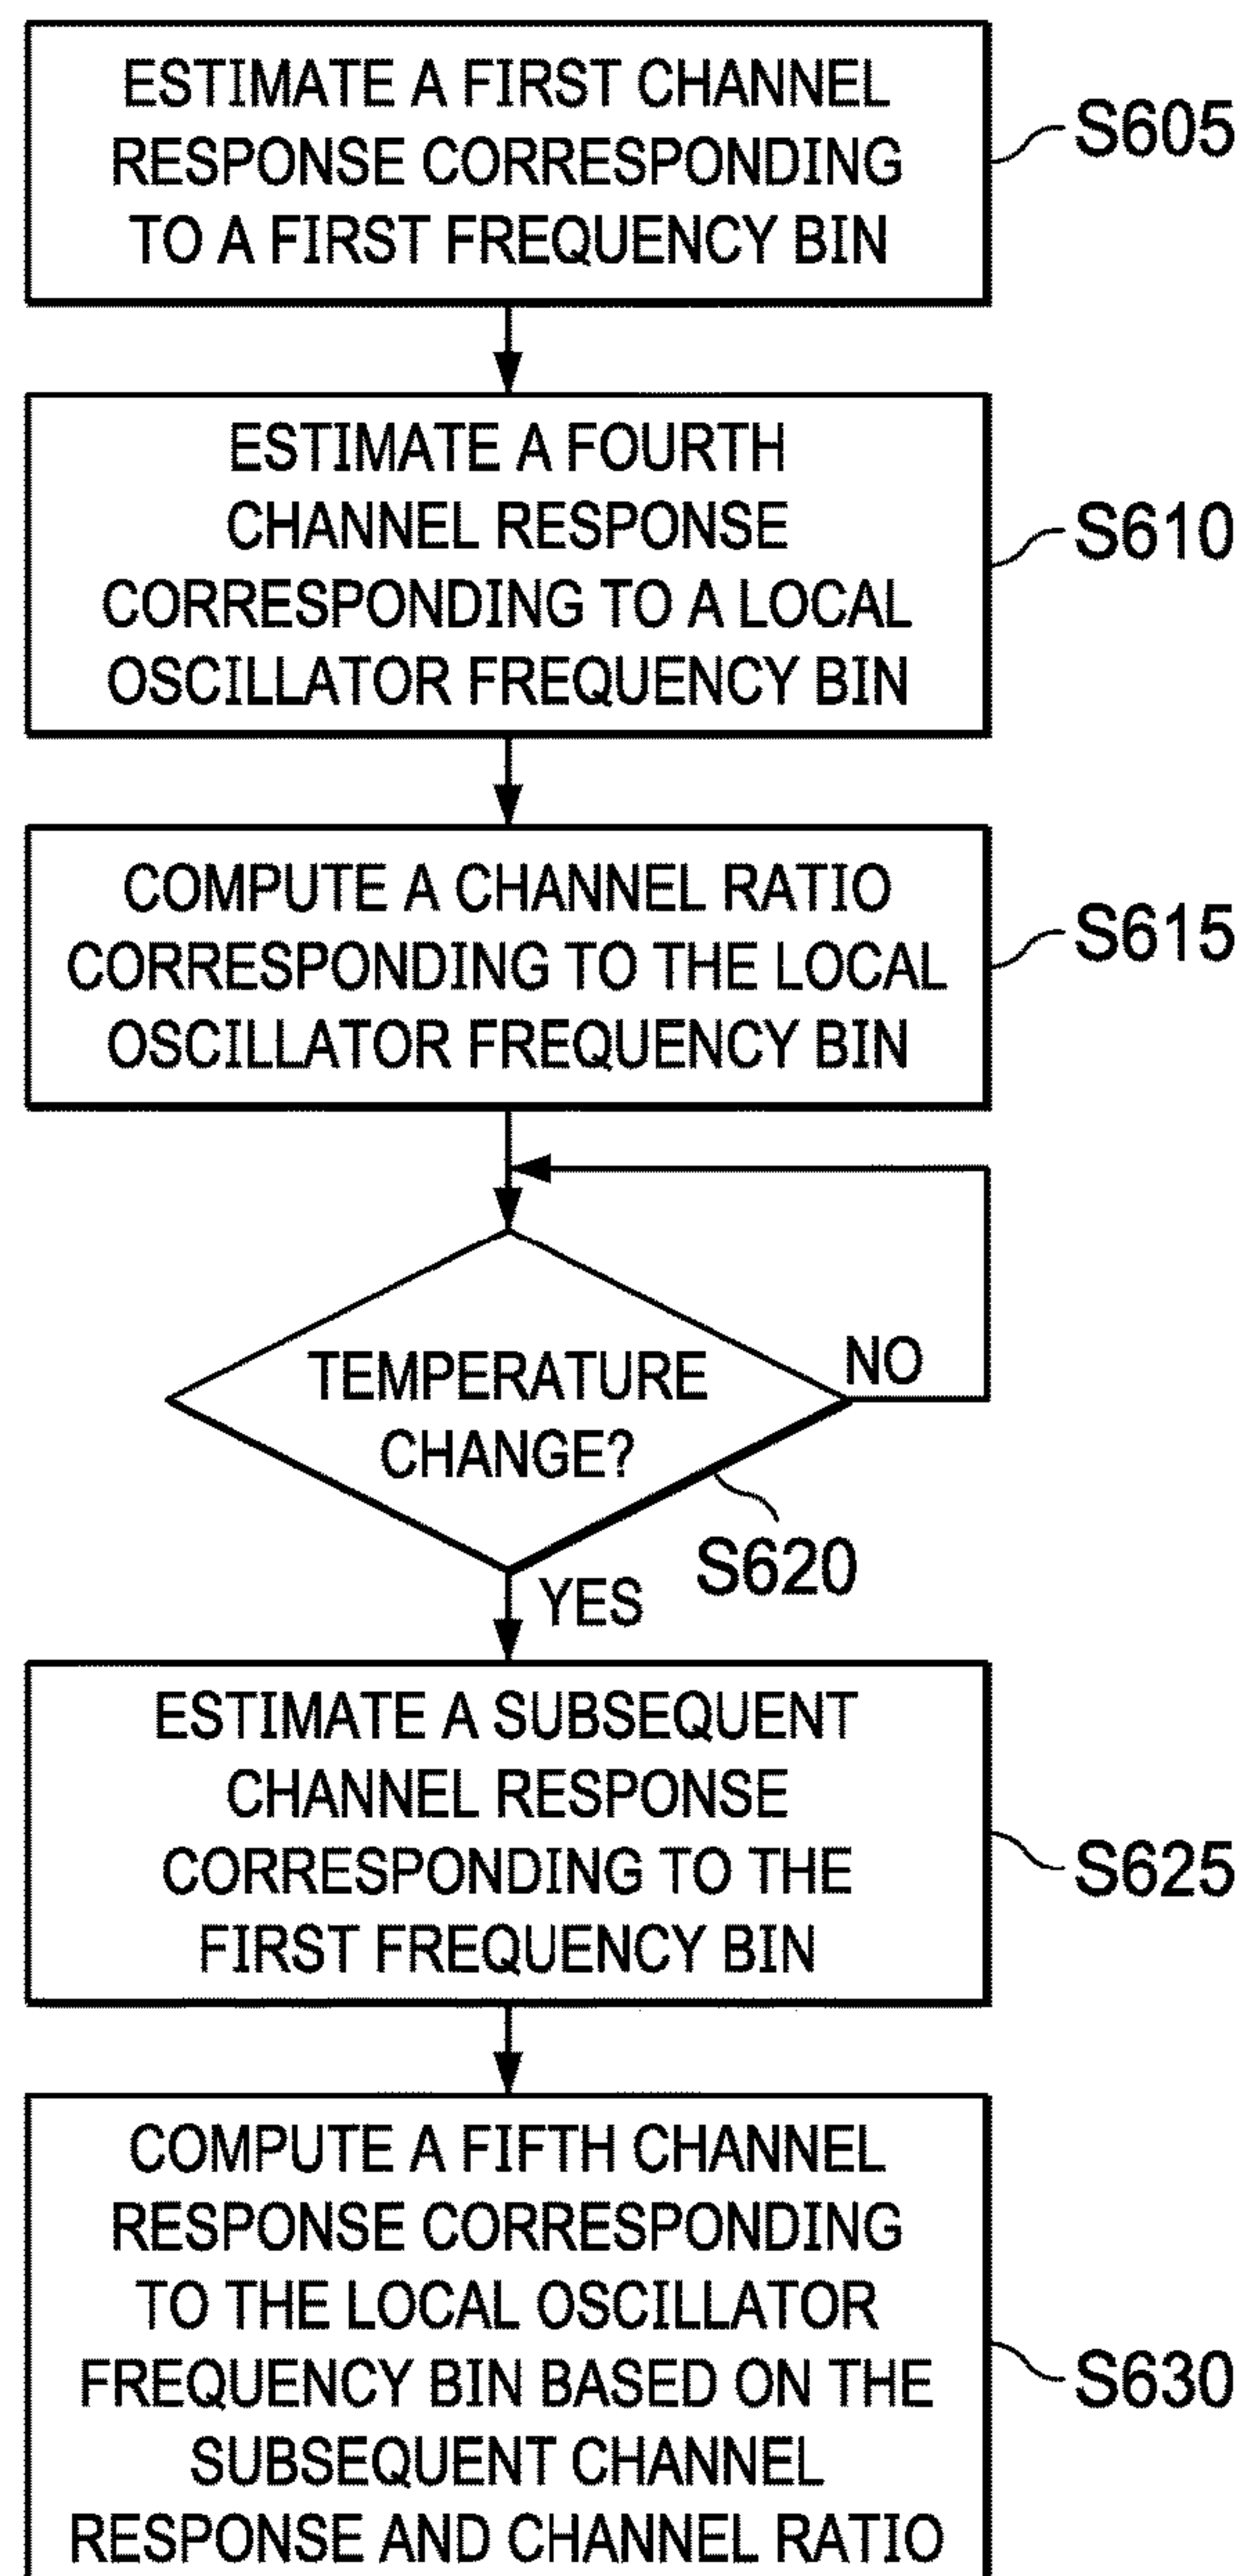 ESTIMATE A FIRST CHANNEL
RESPONSE CORRESPONDING
TO A FIRST FREQUENCY BIN
S605
ESTIMATE A FOURTH
CHANNEL RESPONSE
CORRESPONDING TO A LOCAL
OSCILLATOR FREQUENCY BIN
S610
COMPUTE A CHANNEL RATIO
CORRESPONDING TO THE LOCAL
OSCILLATOR FREQUENCY BIN
S615
TEMPERATURE
CHANGE?
NO
S620
YES
ESTIMATE A SUBSEQUENT
CHANNEL RESPONSE
CORRESPONDING TO THE
FIRST FREQUENCY BIN
S625
COMPUTE A FIFTH CHANNEL
RESPONSE CORRESPONDING
TO THE LOCAL OSCILLATOR
FREQUENCY BIN BASED ON THE
SUBSEQUENT CHANNEL
RESPONSE AND CHANNEL RATIO
S630